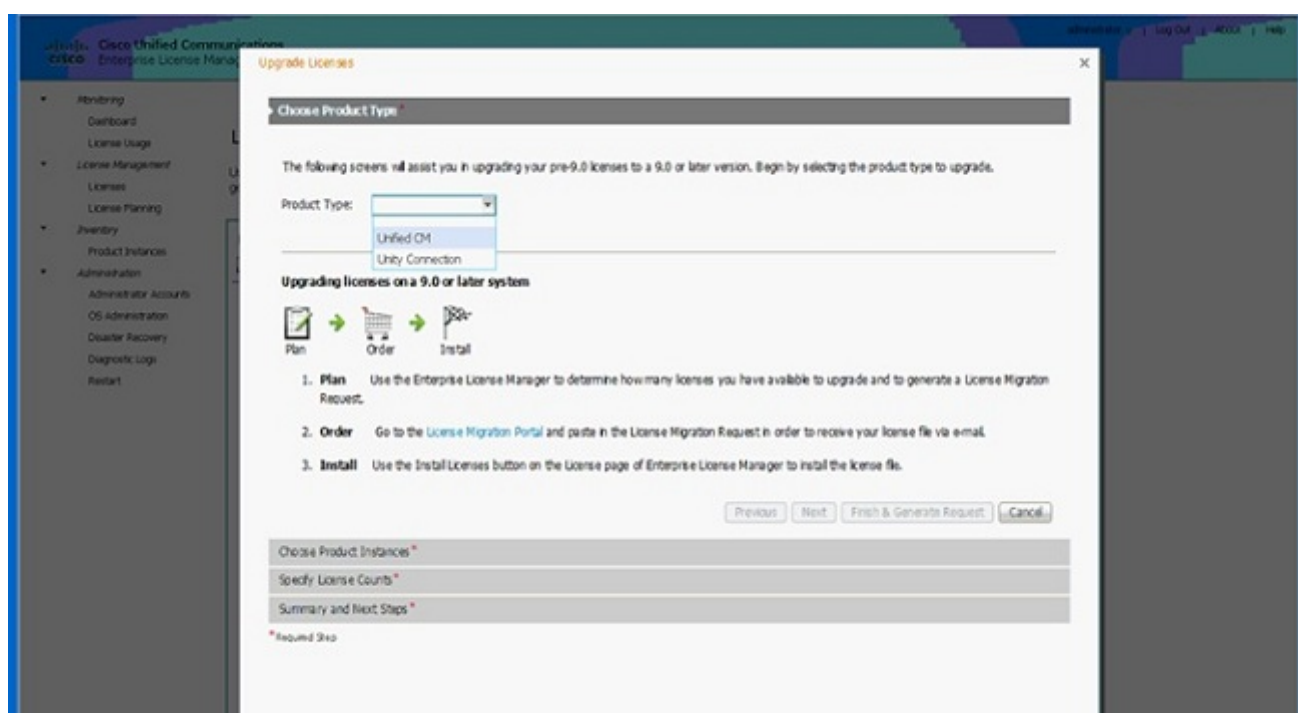 Cisco Unified Communications
cisco Enterprise License Manag
Log Out | About | Help
Upgrade Licenses
Monitoring
Dashboard
License Usage
License Management
Licenses
License Planning
Inventory
Product Instances
Administration
Administrator Accounts
OS Administration
Disaster Recovery
Diagnostic Logs
Restart
Choose Product Type *
The following screens will assist you in upgrading your pre-9.0 licenses to a 9.0 or later version. Begin by selecting the product type to upgrade.
Product Type:
Unified CM
Unity Connection
Upgrading licenses on a 9.0 or later system
Plan Order Install
1. Plan Use the Enterprise License Manager to determine how many licenses you have available to upgrade and to generate a License Migration
Request.
2. Order Go to the License Migration Portal and paste in the License Migration Request in order to receive your license file via e-mail.
3. Install Use the Install Licenses button on the License page of Enterprise License Manager to install the license file.
Previous Next Finish & Generate Request Cancel
Choose Product Instances *
Specify License Counts *
Summary and Next Steps *
* Required Step